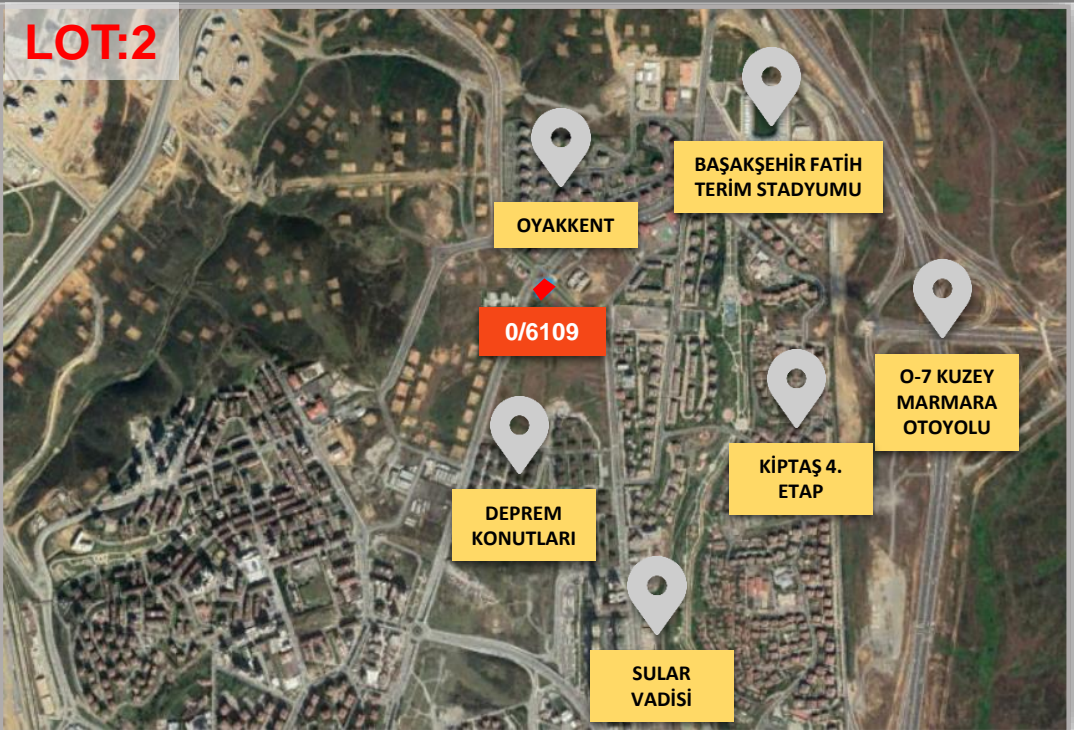 LOT:2
BAŞAKŞEHİR FATİH
TERİM STADYUMU
OYAKKENT
0/6109
O-7 KUZEY
MARMARA
OTOYOLU
KİPTAŞ 4.
ETAP
DEPREM
KONUTLARI
SULAR
VADİSİ